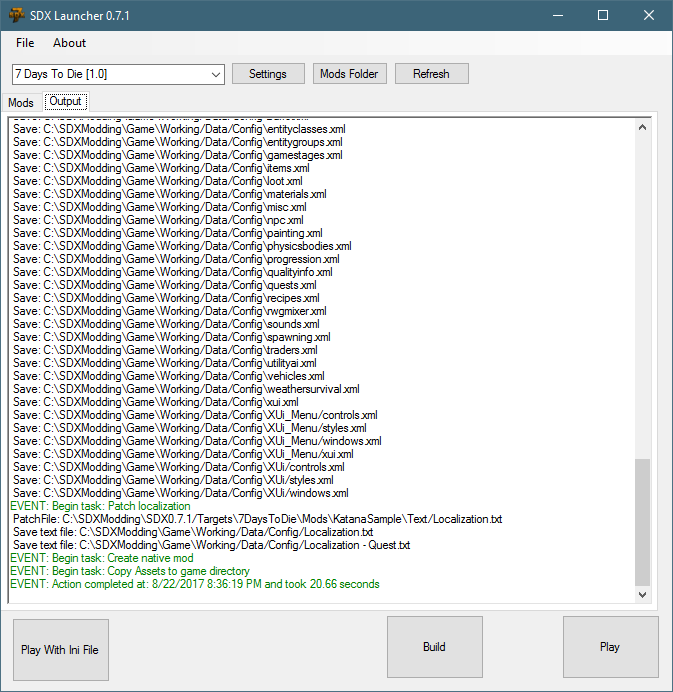 SDX Launcher 0.7.1
File About
7 Days To Die [1.0] Settings Mods Folder Refresh
Mods Output
Save: C:\SDXModding\Game\Working/Data/Config\entityclasses.xml
Save: C:\SDXModding\Game\Working/Data/Config\entitygroups.xml
Save: C:\SDXModding\Game\Working/Data/Config\gamestages.xml
Save: C:\SDXModding\Game\Working/Data/Config\items.xml
Save: C:\SDXModding\Game\Working/Data/Config\loot.xml
Save: C:\SDXModding\Game\Working/Data/Config\materials.xml
Save: C:\SDXModding\Game\Working/Data/Config\misc.xml
Save: C:\SDXModding\Game\Working/Data/Config\npc.xml
Save: C:\SDXModding\Game\Working/Data/Config\painting.xml
Save: C:\SDXModding\Game\Working/Data/Config\physicsbodies.xml
Save: C:\SDXModding\Game\Working/Data/Config\progression.xml
Save: C:\SDXModding\Game\Working/Data/Config\qualityinfo.xml
Save: C:\SDXModding\Game\Working/Data/Config\quests.xml
Save: C:\SDXModding\Game\Working/Data/Config\recipes.xml
Save: C:\SDXModding\Game\Working/Data/Config\rwgmixer.xml
Save: C:\SDXModding\Game\Working/Data/Config\sounds.xml
Save: C:\SDXModding\Game\Working/Data/Config\spawning.xml
Save: C:\SDXModding\Game\Working/Data/Config\traders.xml
Save: C:\SDXModding\Game\Working/Data/Config\utilityai.xml
Save: C:\SDXModding\Game\Working/Data/Config\vehicles.xml
Save: C:\SDXModding\Game\Working/Data/Config\weathersurvival.xml
Save: C:\SDXModding\Game\Working/Data/Config\xui.xml
Save: C:\SDXModding\Game\Working/Data/Config\XUi_Menu/controls.xml
Save: C:\SDXModding\Game\Working/Data/Config\XUi_Menu/styles.xml
Save: C:\SDXModding\Game\Working/Data/Config\XUi_Menu/windows.xml
Save: C:\SDXModding\Game\Working/Data/Config\XUi_Menu/xui.xml
Save: C:\SDXModding\Game\Working/Data/Config\XUi/controls.xml
Save: C:\SDXModding\Game\Working/Data/Config\XUi/styles.xml
Save: C:\SDXModding\Game\Working/Data/Config\XUi/windows.xml
EVENT: Begin task: Patch localization
PatchFile: C:\SDXModding\SDX0.7.1/Targets\7DaysToDie\Mods\KatanaSample\Text/Localization.txt
Save text file: C:\SDXModding\Game\Working/Data/Config/Localization.txt
Save text file: C:\SDXModding\Game\Working/Data/Config/Localization - Quest.txt
EVENT: Begin task: Create native mod
EVENT: Begin task: Copy Assets to game directory
EVENT: Action completed at: 8/22/2017 8:36:19 PM and took 20.66 seconds
Play With Ini File Build Play